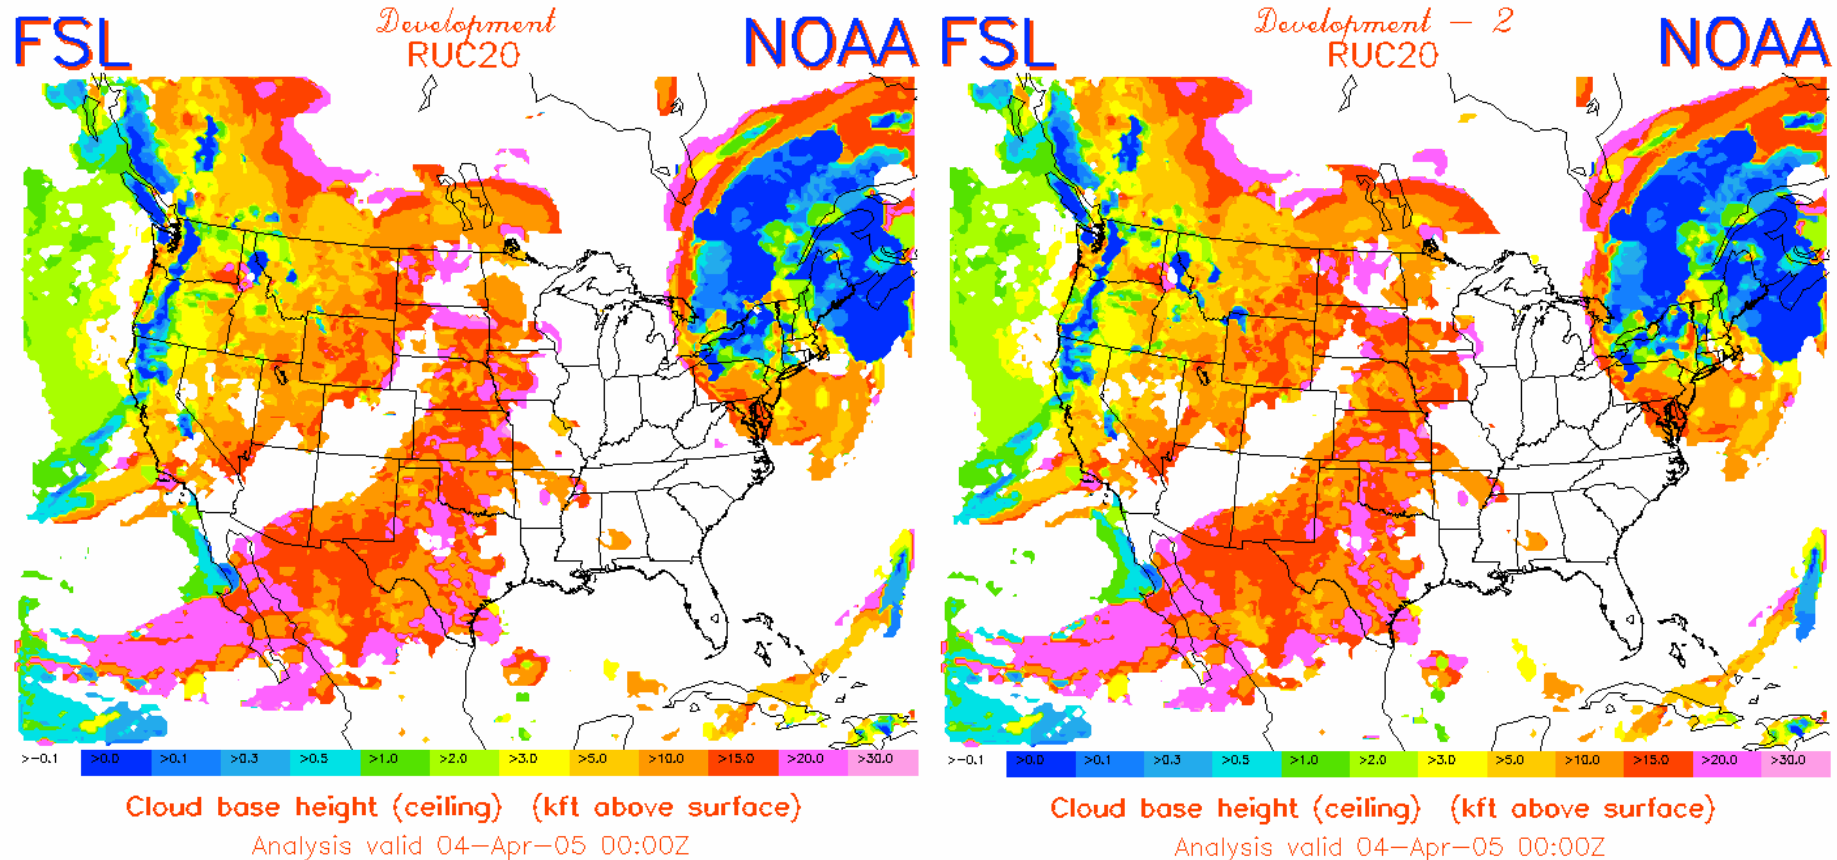 FSL Development NOAA
RUC20
>-0.1 >0.0 >0.1 >0.3 >0.5 >1.0 >2.0 >3.0 >5.0 >10.0 >15.0 >20.0 >30.0
Cloud base height (ceiling) (kft above surface)
Analysis valid 04-Apr-05 00:00Z
FSL Development - 2 NOAA
RUC20
>-0.1 >0.0 >0.1 >0.3 >0.5 >1.0 >2.0 >3.0 >5.0 >10.0 >15.0 >20.0 >30.0
Cloud base height (ceiling) (kft above surface)
Analysis valid 04-Apr-05 00:00Z